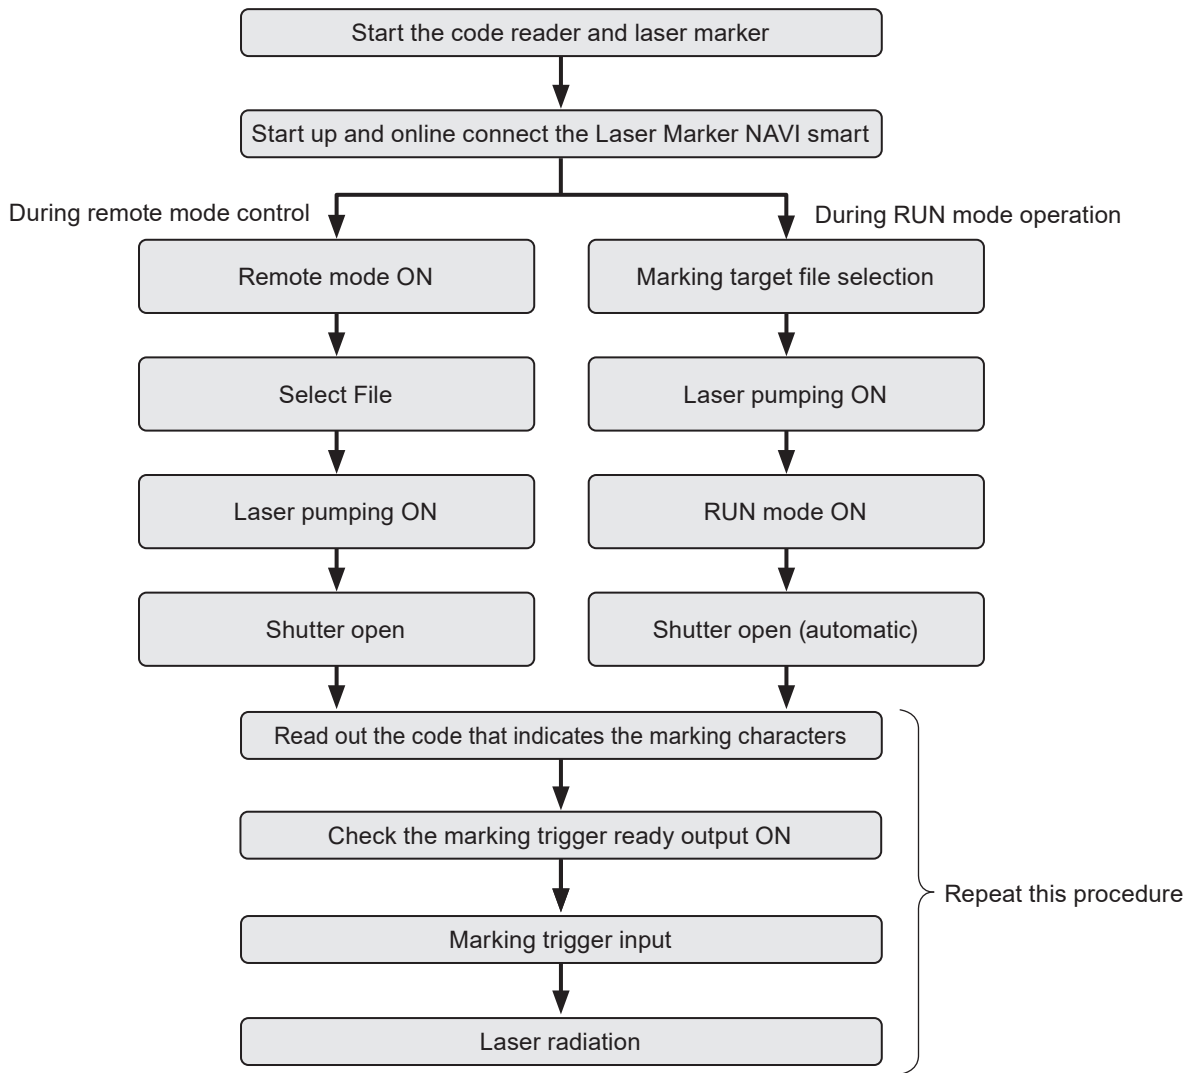 Start the code reader and laser marker
Start up and online connect the Laser Marker NAVI smart
During remote mode control
During RUN mode operation
Remote mode ON
Marking target file selection
Select File
Laser pumping ON
Laser pumping ON
RUN mode ON
Shutter open
Shutter open (automatic)
Read out the code that indicates the marking characters
Check the marking trigger ready output ON
Repeat this procedure
Marking trigger input
Laser radiation